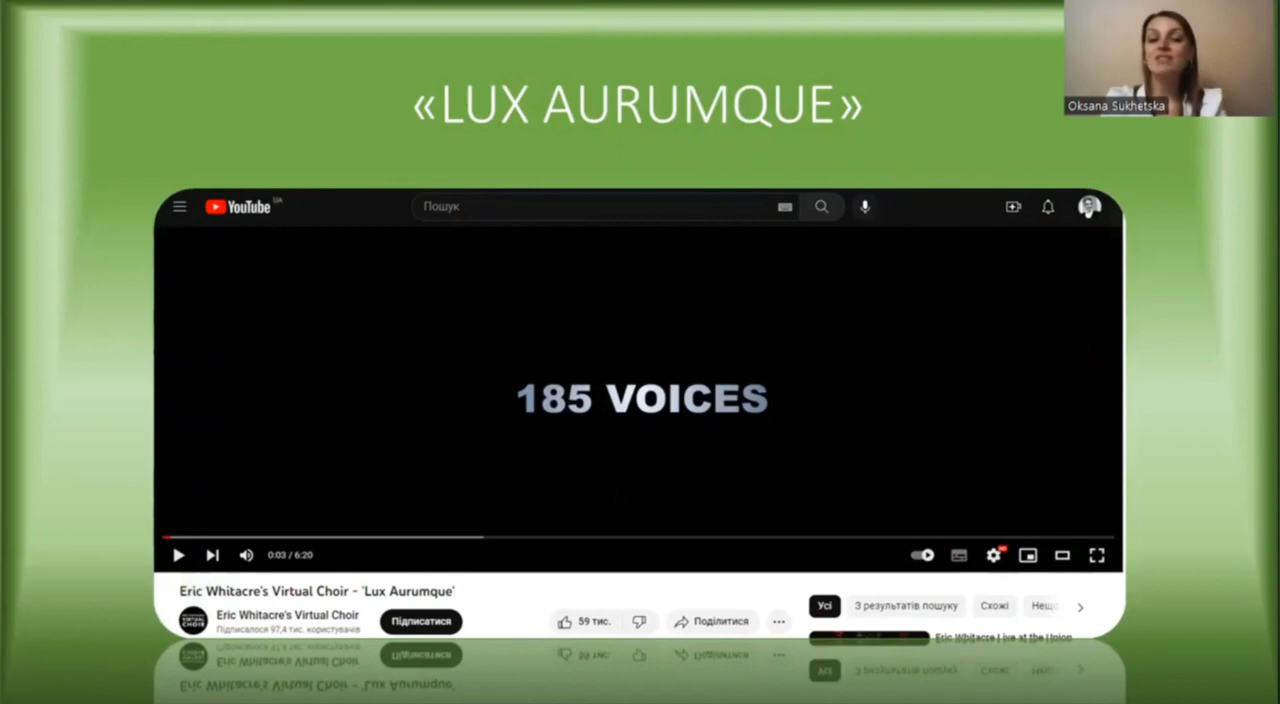 «LUX AURUMQUE»
Oksana Sukhetska
YouTube UA
Пошук
185 VOICES
0:03 / 6:20
HD
Eric Whitacre's Virtual Choir - 'Lux Aurumque'
Eric Whitacre's Virtual Choir
Підписалося 97,4 тис. користувачів
Підписатися
59 тис.
Поділитися
Усі
З результатів пошуку
Схожі
Нещо
Eric Whitacre Live at the Union